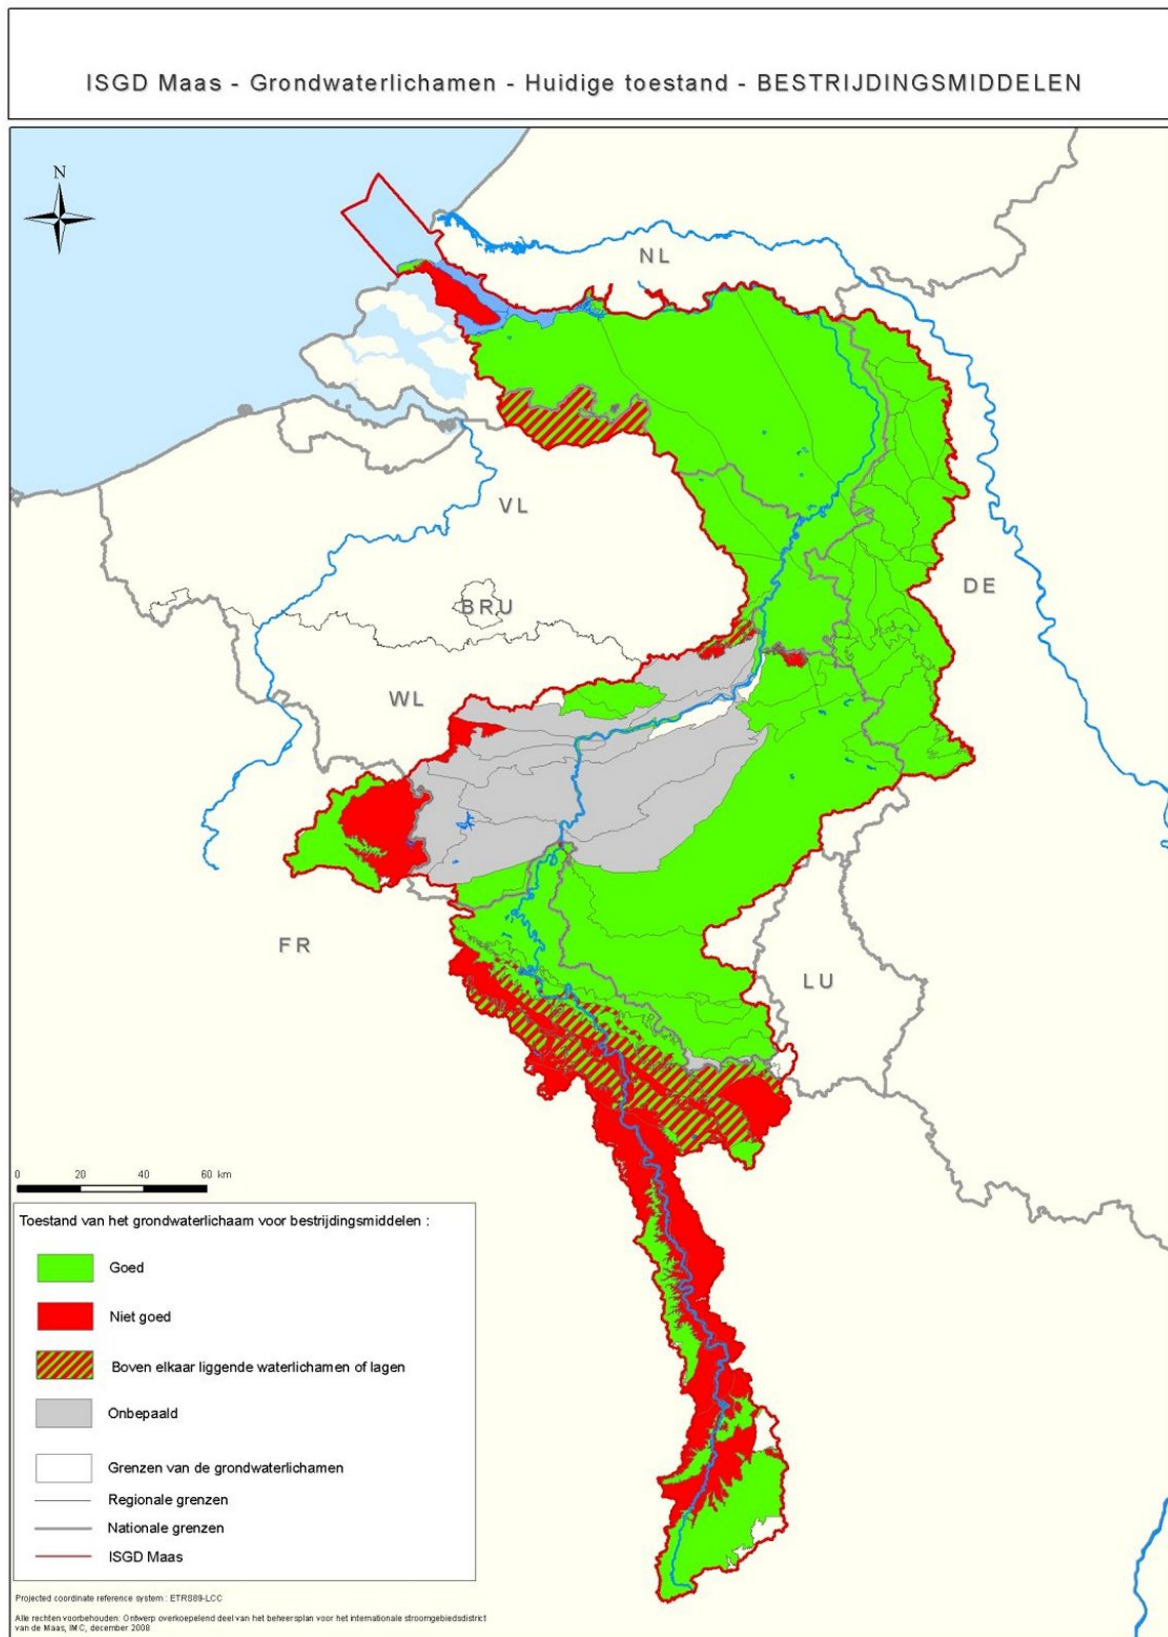 ISGD Maas - Grondwaterlichamen - Huidige toestand - BESTRIJDINGSMIDDELEN
N
NL
VL
DE
BRU
WL
FR
LU
0 20 40 60 km
Toestand van het grondwaterlichaam voor bestrijdingsmiddelen :
Goed
Niet goed
Boven elkaar liggende waterlichamen of lagen
Onbepaald
Grenzen van de grondwaterlichamen
Regionale grenzen
Nationale grenzen
ISGD Maas
Projected coordinate reference system : ETRS89-LCC
Alle rechten voorbehouden: Ontwerp overkoepelend deel van het beheersplan voor het internationale stroomgebiedsdistrict
van de Maas, IMC, december 2008